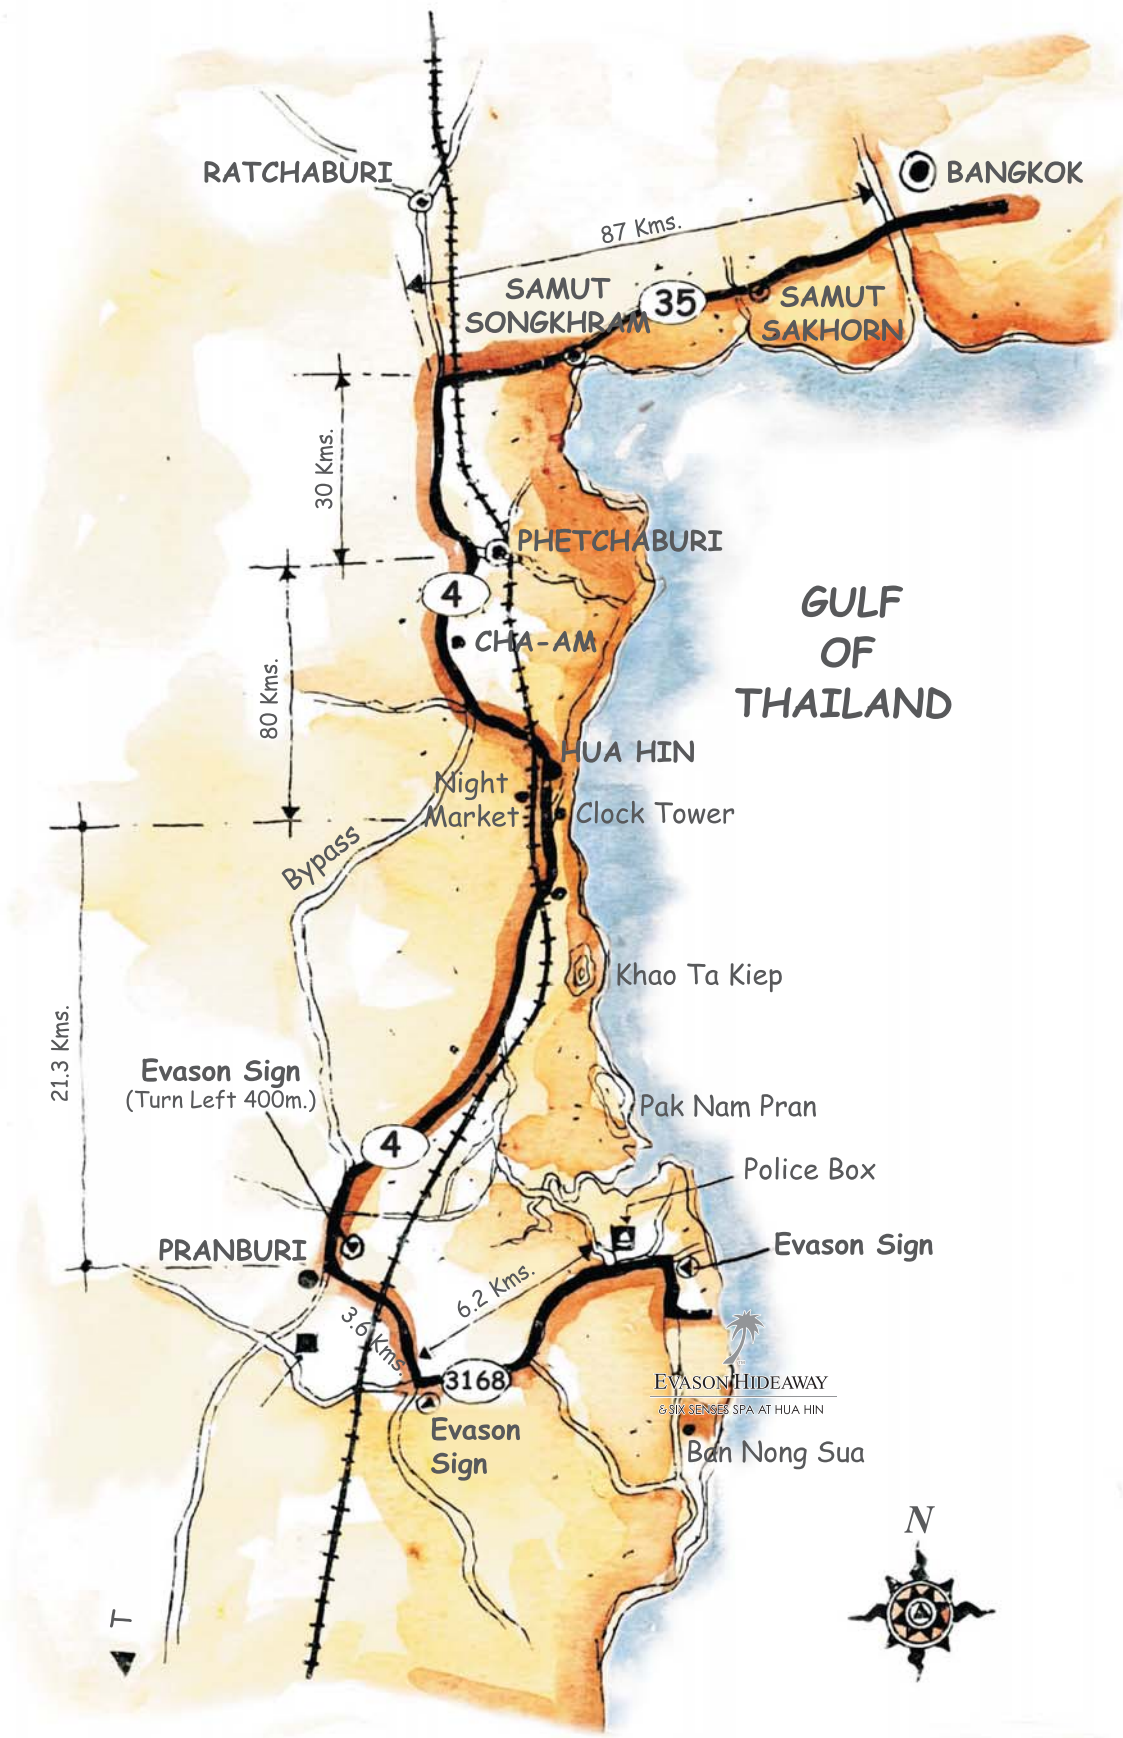 RATCHABURI
BANGKOK
87 Kms.
SAMUT
SONGKHRAM
35
SAMUT
SAKHORN
30 Kms.
PHETCHABURI
4
CHA-AM
GULF
OF
THAILAND
80 Kms.
HUA HIN
Night
Market
Clock Tower
Bypass
Khao Ta Kiep
21.3 Kms.
Evason Sign
(Turn Left 400m.)
Pak Nam Pran
4
Police Box
PRANBURI
Evason Sign
6.2 Kms.
3.6 Kms.
3168
EVASON HIDEAWAY
& SIX SENSES SPA AT HUA HIN
Evason
Sign
Ban Nong Sua
N
T